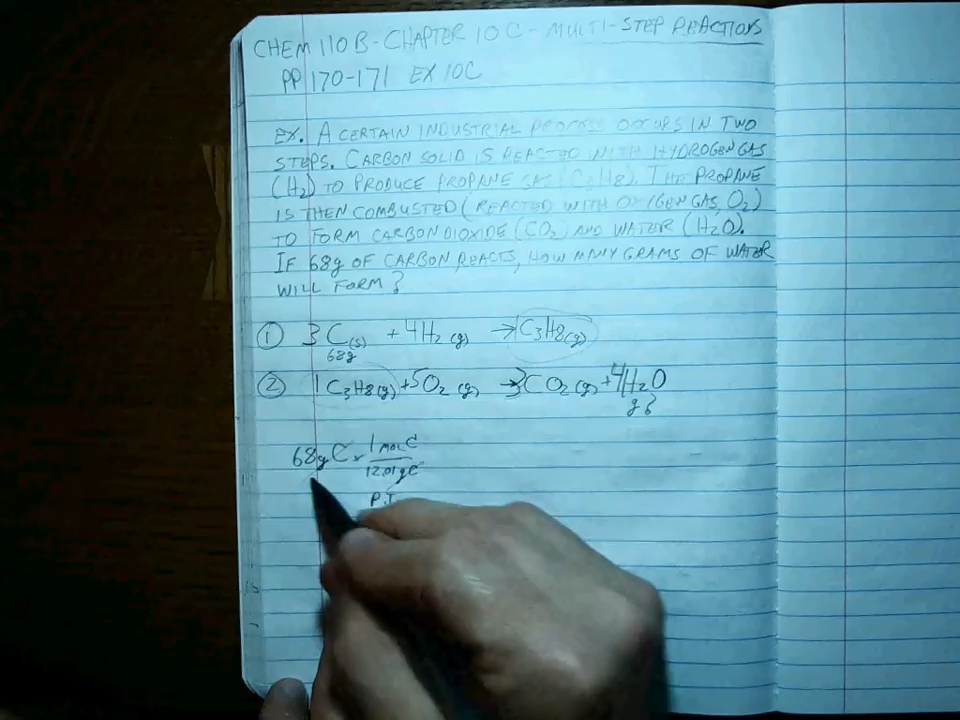 CHEM 110B - CHAPTER 10C - MULTI-STEP REACTIONS
PP 170-171 EX 10C
EX. A CERTAIN INDUSTRIAL PROCESS OCCURS IN TWO
STEPS. CARBON SOLID IS REACTED WITH HYDROGEN GAS
(H2) TO PRODUCE PROPANE GAS (C3H8). THE PROPANE
IS THEN COMBUSTED (REACTED WITH OXYGEN GAS, O2)
TO FORM CARBON DIOXIDE (CO2) AND WATER (H2O).
IF 68g OF CARBON REACTS, HOW MANY GRAMS OF WATER
WILL FORM?
① 3 C(s) + 4H2 (g) → 1C3H8(g)
68g
② 1 C3H8(g) + 5O2 (g) → 3CO2 (g) + 4H2O
g?
68g C x 1 MOL C
12.01g C
P.T.